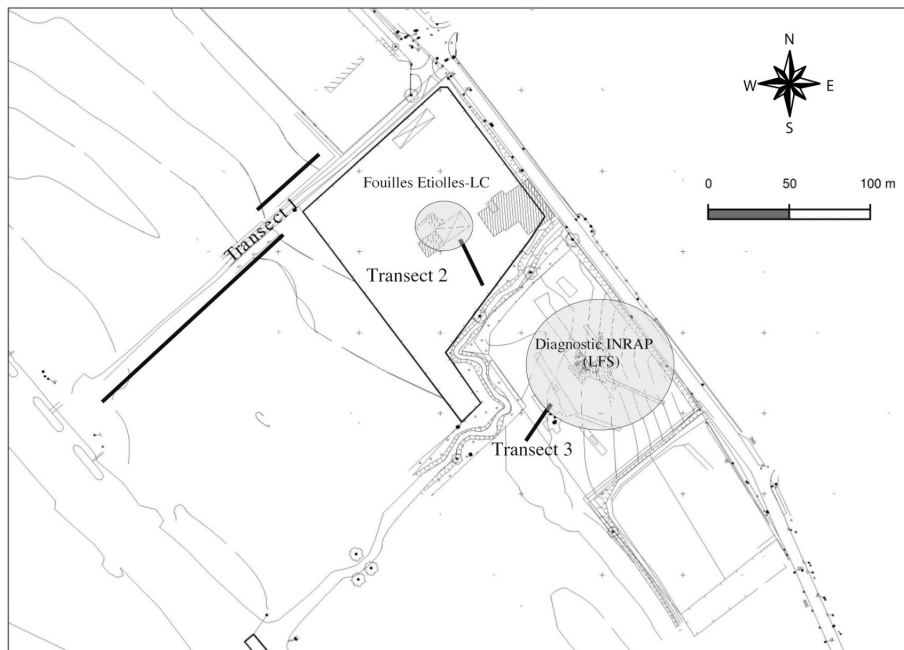 N
W E
S
0 50 100 m
Fouilles Etiolles-LC
Transect 1
Transect 2
Diagnostic INRAP
(LFS)
Transect 3